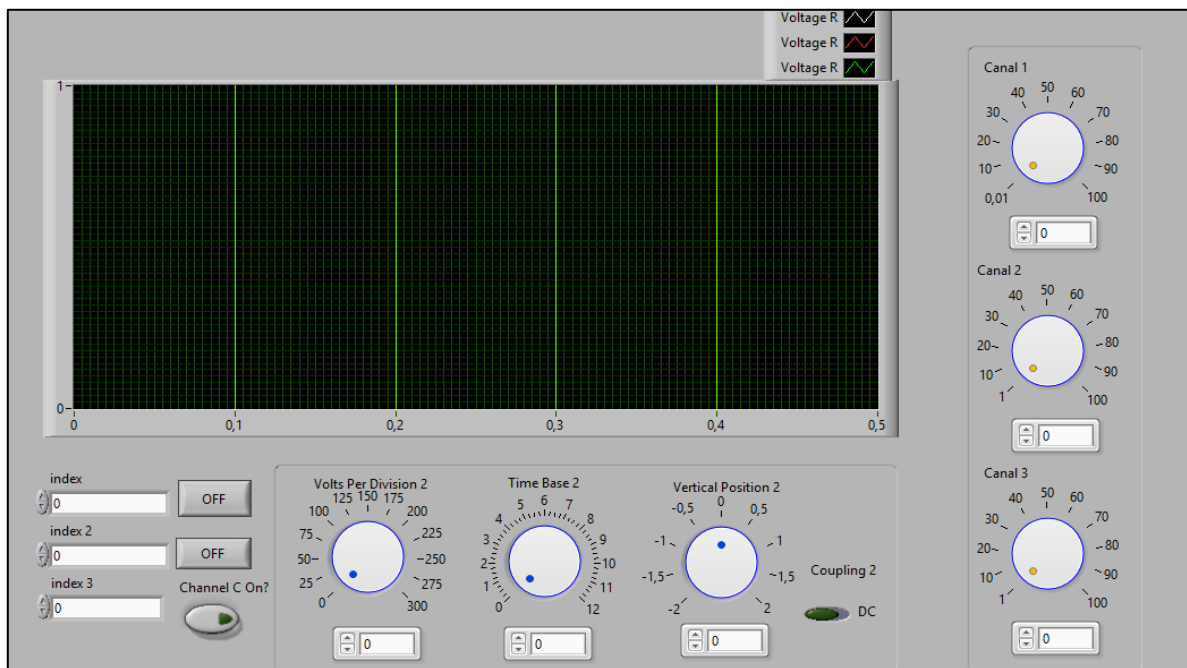 Voltage R
Voltage R
Voltage R
1
0
0 0,1 0,2 0,3 0,4 0,5
Canal 1
0,01 10 20 30 40 50 60 70 80 90 100
0
Canal 2
1 10 20 30 40 50 60 70 80 90 100
0
Canal 3
1 10 20 30 40 50 60 70 80 90 100
0
index
0
OFF
index 2
0
OFF
index 3
0
Channel C On?
Volts Per Division 2
0 25 50 75 100 125 150 175 200 225 250 275 300
0
Time Base 2
0 1 2 3 4 5 6 7 8 9 10 11 12
0
Vertical Position 2
-2 -1,5 -1 -0,5 0 0,5 1 1,5 2
0
Coupling 2
DC